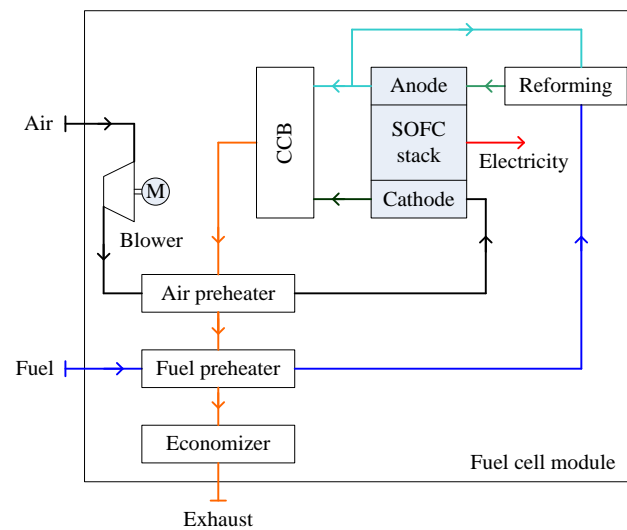 Anode
Reforming
Air
CCB
SOFC
stack
Electricity
M
Cathode
Blower
Air preheater
Fuel
Fuel preheater
Economizer
Fuel cell module
Exhaust